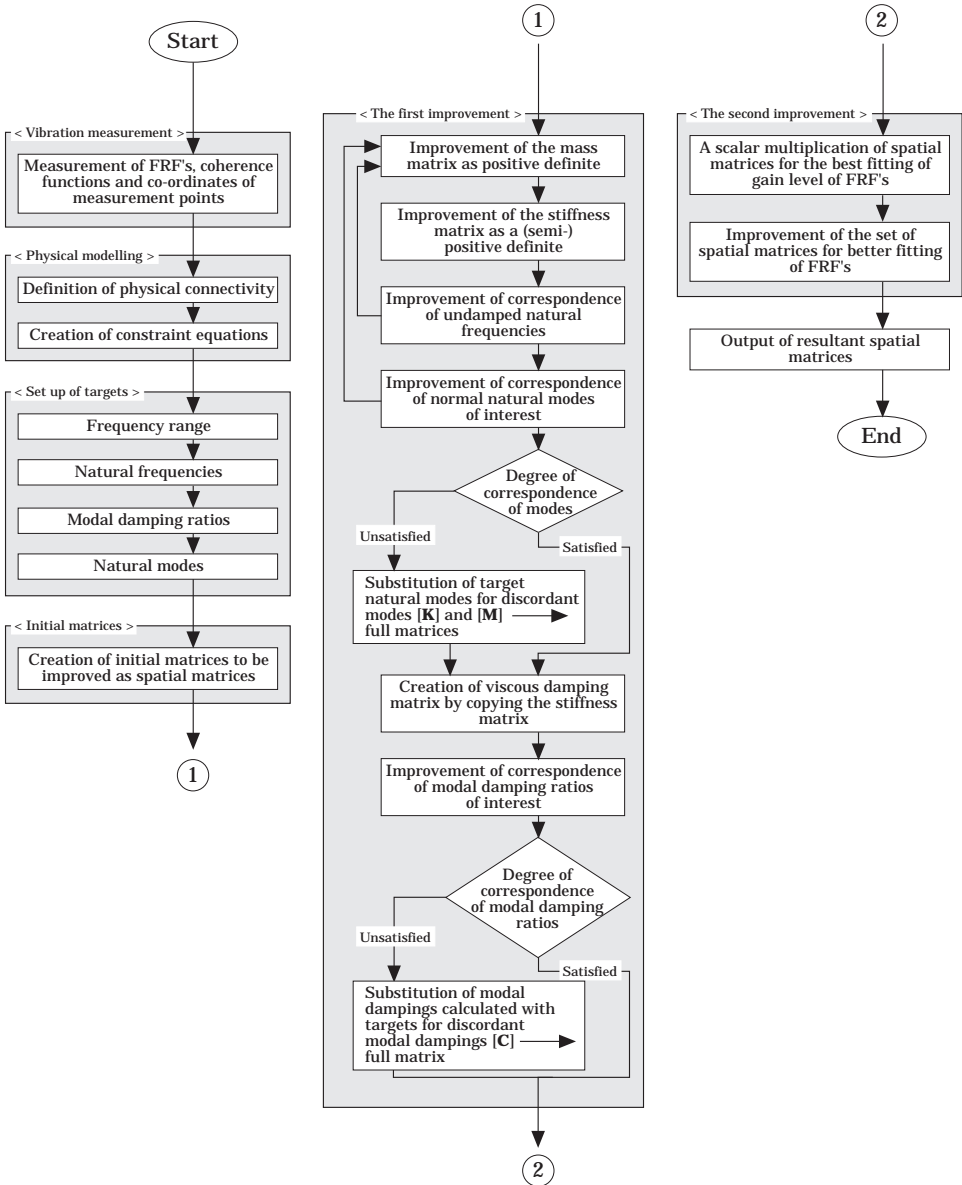 Start
< Vibration measurement >
Measurement of FRF's, coherence
functions and co-ordinates of
measurement points
< Physical modelling >
Definition of physical connectivity
Creation of constraint equations
< Set up of targets >
Frequency range
Natural frequencies
Modal damping ratios
Natural modes
< Initial matrices >
Creation of initial matrices to be
improved as spatial matrices
1
1
< The first improvement >
Improvement of the mass
matrix as positive definite
Improvement of the stiffness
matrix as a (semi-)
positive definite
Improvement of correspondence
of undamped natural
frequencies
Improvement of correspondence
of normal natural modes
of interest
Degree of
correspondence
of modes
Unsatisfied
Satisfied
Substitution of target
natural modes for discordant
modes [K] and [M]
full matrices
Creation of viscous damping
matrix by copying the stiffness
matrix
Improvement of correspondence
of modal damping ratios
of interest
Degree of
correspondence
of modal damping
ratios
Unsatisfied
Satisfied
Substitution of modal
dampings calculated with
targets for discordant
modal dampings [C]
full matrix
2
2
< The second improvement >
A scalar multiplication of spatial
matrices for the best fitting of
gain level of FRF's
Improvement of the set of
spatial matrices for better fitting
of FRF's
Output of resultant spatial
matrices
End